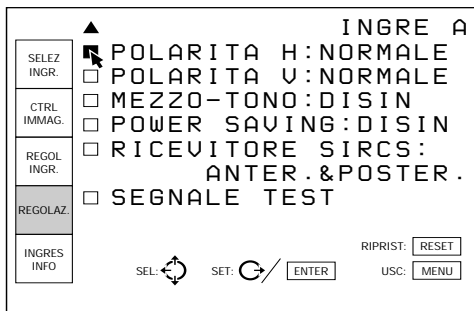 INGRE A
SELEZ
INGR.
CTRL
IMMAG.
REGOL
INGR.
REGOLAZ.
INGRES
INFO
POLARITA H:NORMALE
POLARITA V:NORMALE
MEZZO-TONO:DISIN
POWER SAVING:DISIN
RICEVITORE SIRCS:
ANTER.&POSTER.
SEGNALE TEST
RIPRIST: RESET
SEL: SET: / ENTER USC: MENU